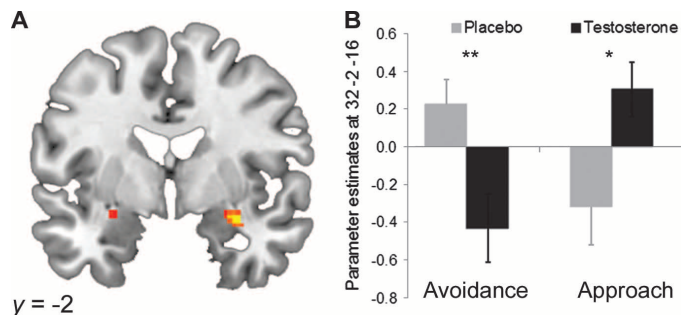 A
y = -2
B
Placebo Testosterone
Parameter estimates at 32 -2 -16
0.6
0.4
0.2
0.0
-0.2
-0.4
-0.6
-0.8
** *
Avoidance Approach